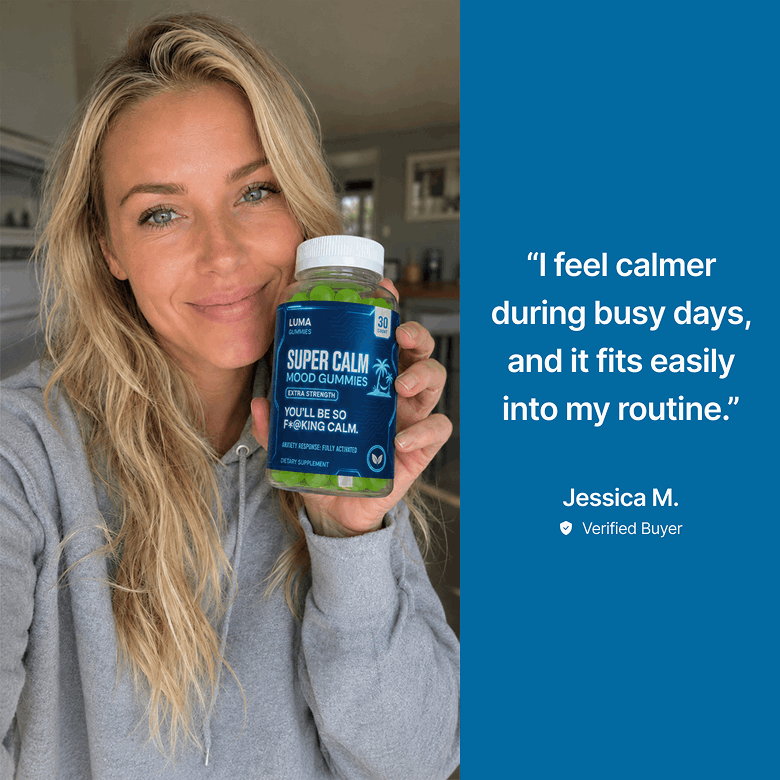 LUMA
GUMMIES
30
COUNT
SUPER CALM
MOOD GUMMIES
EXTRA STRENGTH
YOU'LL BE SO
F*@KING CALM.
ANXIETY RESPONSE: FULLY ACTIVATED
DIETARY SUPPLEMENT
“I feel calmer
during busy days,
and it fits easily
into my routine.”
Jessica M.
Verified Buyer